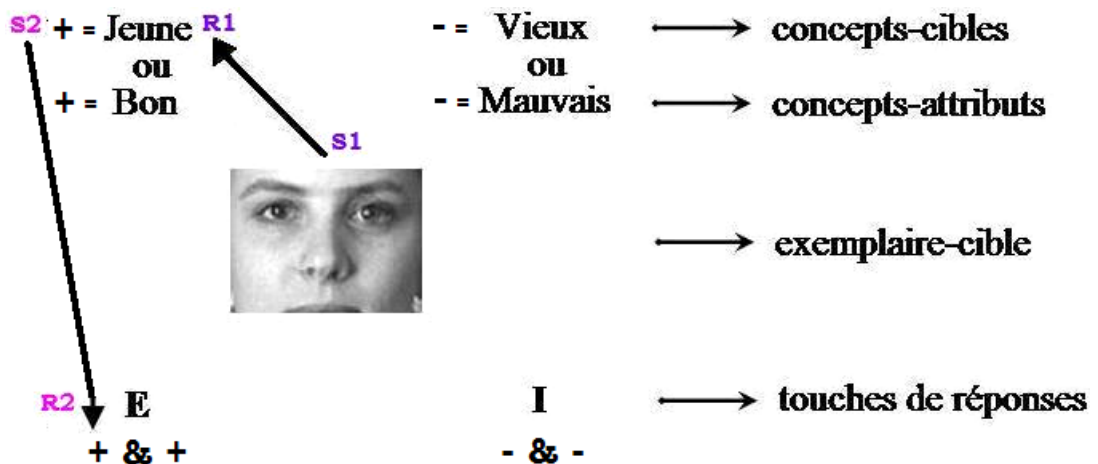 S2 + = Jeune R1 - = Vieux concepts-cibles
ou ou
+ = Bon - = Mauvais concepts-attributs
S1
exemplaire-cible
R2 E I touches de réponses
+ & + - & -